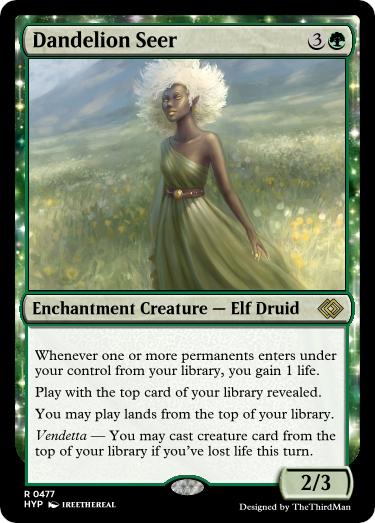 Dandelion Seer 3
Enchantment Creature — Elf Druid
Whenever one or more permanents enters under
your control from your library, you gain 1 life.
Play with the top card of your library revealed.
You may play lands from the top of your library.
Vendetta — You may cast creature card from the
top of your library if you've lost life this turn.
2/3
R 0477
HYP IREETHEREAL
Designed by TheThirdMan